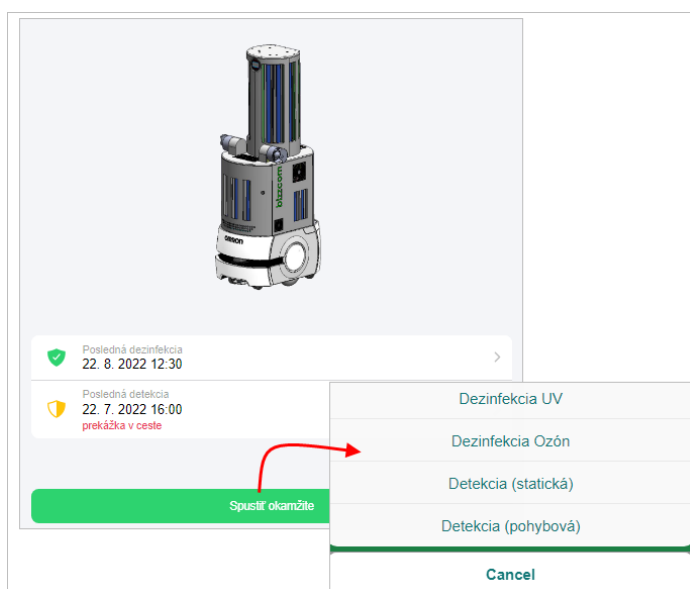 bizzcom
OMRON
Posledná dezinfekcia
22. 8. 2022 12:30
Posledná detekcia
22. 7. 2022 16:00
prekážka v ceste
Spustiť okamžite
Dezinfekcia UV
Dezinfekcia Ozón
Detekcia (statická)
Detekcia (pohybová)
Cancel